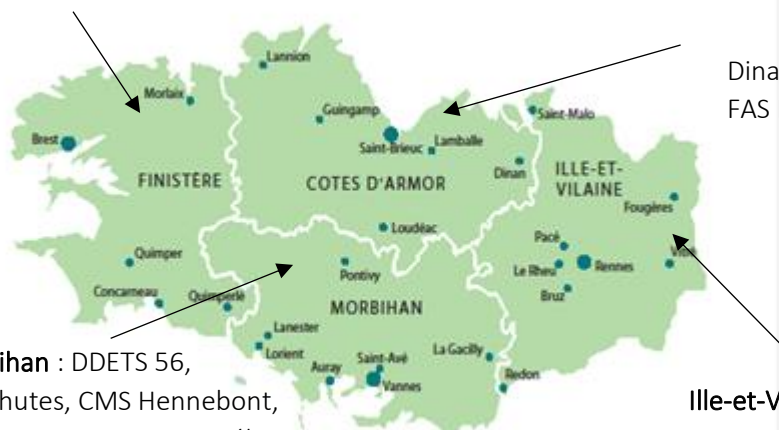 Lannion
Morlaix
Guingamp
Saint-Malo
Brest
Saint-Brieuc
Lamballe
Dinan
FINISTÈRE
COTES D'ARMOR
ILLE-ET-
VILAINE
Fougères
Loudéac
Pacé
Quimper
Pontivy
Le Rheu
Rennes
Bruz
Concarneau
Quimperlé
MORBIHAN
Lanester
Lorient
La Gacilly
Saint-Avé
Auray
Vannes
Redon
Dina
FAS
ihan : DDETS 56,
hutes, CMS Hennebont,
Ille-et-V